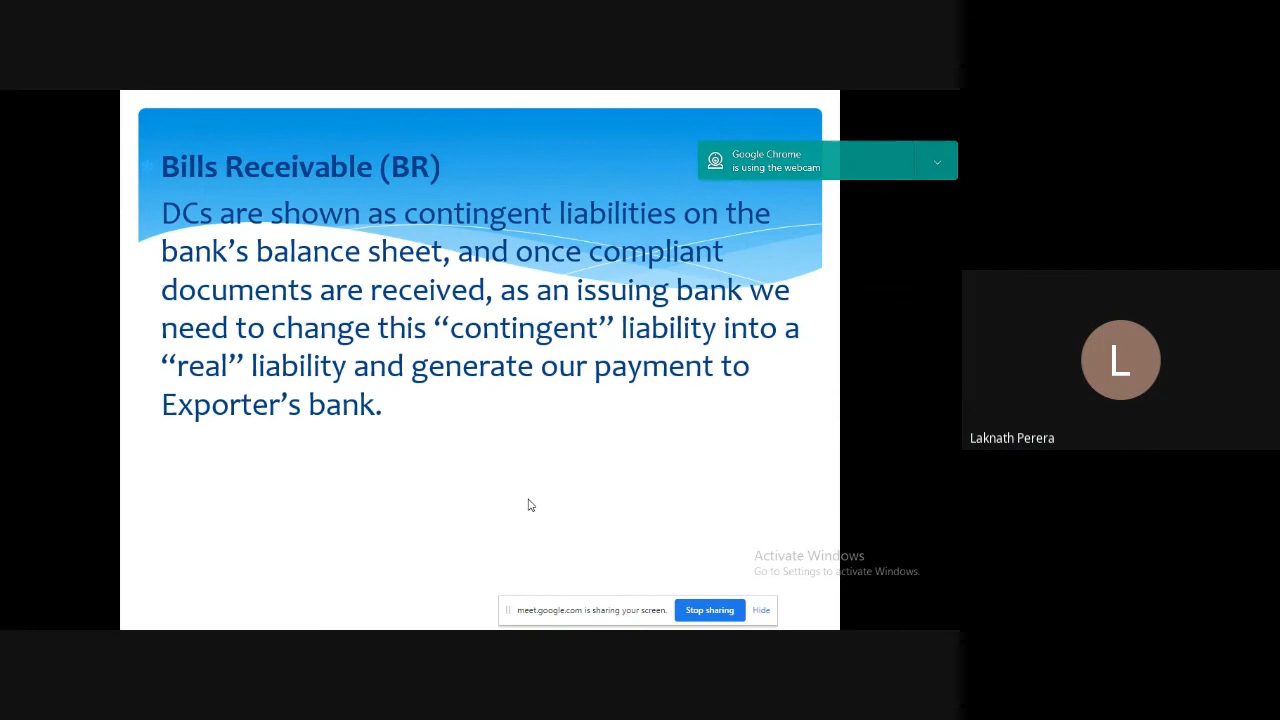 Bills Receivable (BR)
DCs are shown as contingent liabilities on the
bank’s balance sheet, and once compliant
documents are received, as an issuing bank we
need to change this “contingent” liability into a
“real” liability and generate our payment to
Exporter’s bank.
Google Chrome
is using the webcam
L
Laknath Perera
Activate Windows
Go to Settings to activate Windows.
meet.google.com is sharing your screen.
Stop sharing
Hide